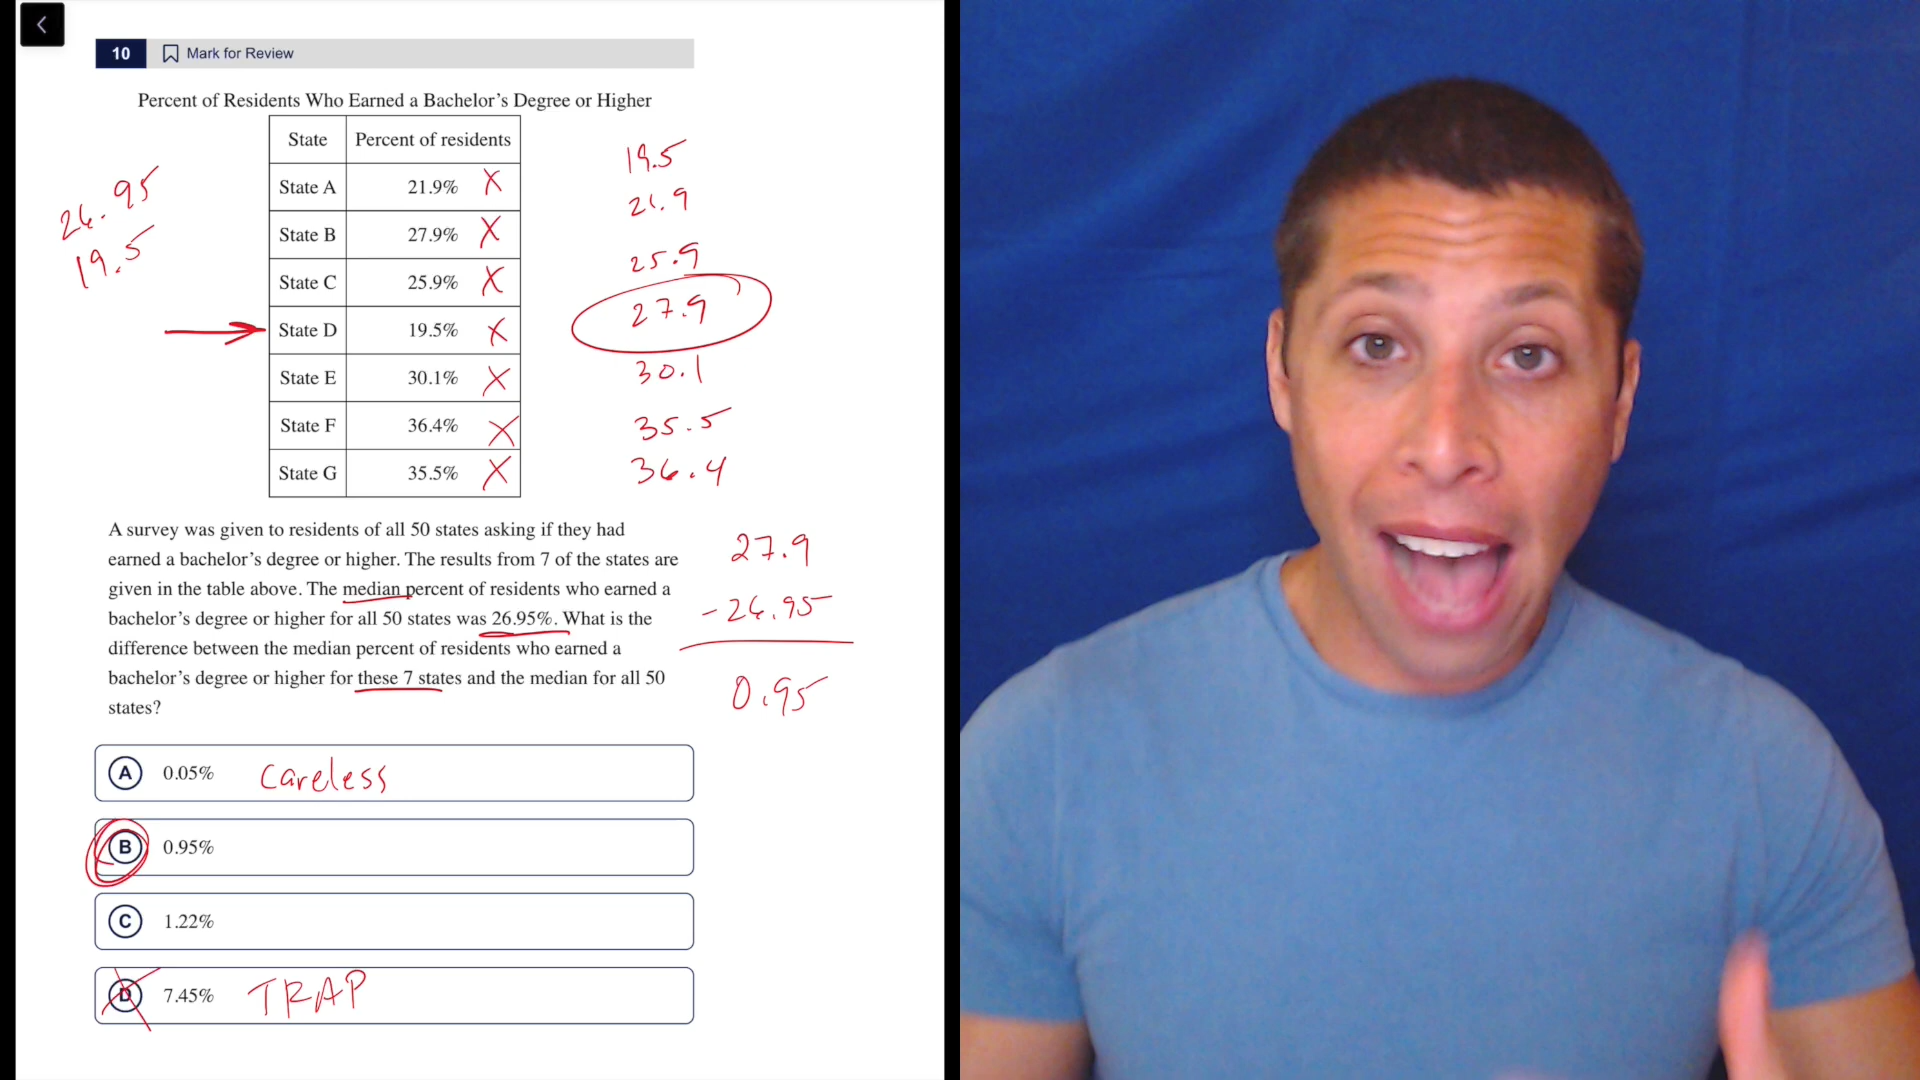 10 Mark for Review
Percent of Residents Who Earned a Bachelor's Degree or Higher
State Percent of residents
State A 21.9% X
State B 27.9% X
State C 25.9% X
State D 19.5% X
State E 30.1% X
State F 36.4% X
State G 35.5% X
26.95
19.5
19.5
21.9
25.9
27.9
30.1
35.5
36.4
A survey was given to residents of all 50 states asking if they had
earned a bachelor's degree or higher. The results from 7 of the states are
given in the table above. The median percent of residents who earned a
bachelor's degree or higher for all 50 states was 26.95%. What is the
difference between the median percent of residents who earned a
bachelor's degree or higher for these 7 states and the median for all 50
states?
27.9
- 26.95
0.95
A 0.05% Careless
B 0.95%
C 1.22%
D 7.45% TRAP